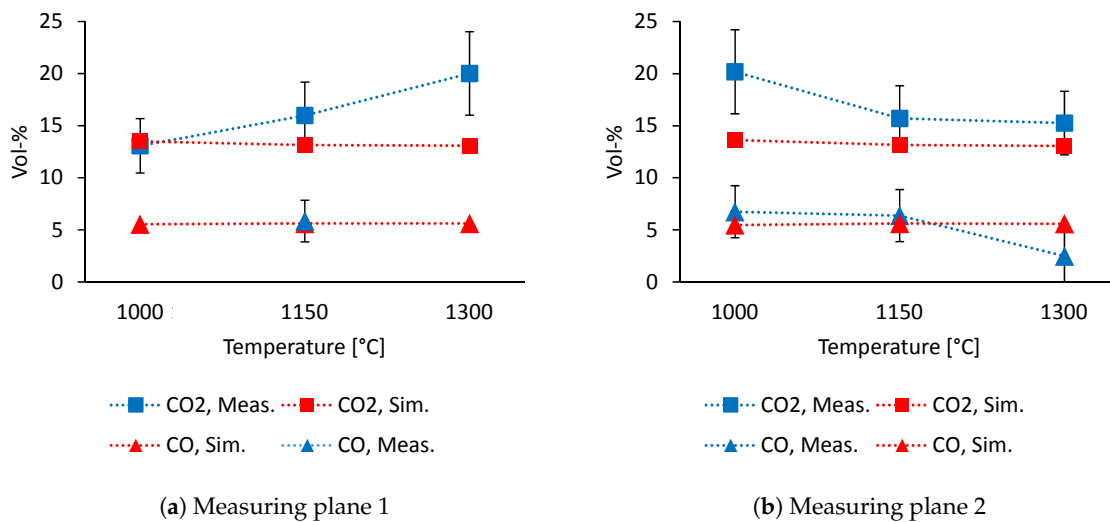 25
20
15
10
5
0
Vol-%
1000
1150
1300
Temperature [°C]
CO2, Meas.
CO2, Sim.
CO, Sim.
CO, Meas.
(a) Measuring plane 1
25
20
15
10
5
0
Vol-%
1000
1150
1300
Temperature [°C]
CO2, Meas.
CO2, Sim.
CO, Meas.
CO, Sim.
(b) Measuring plane 2